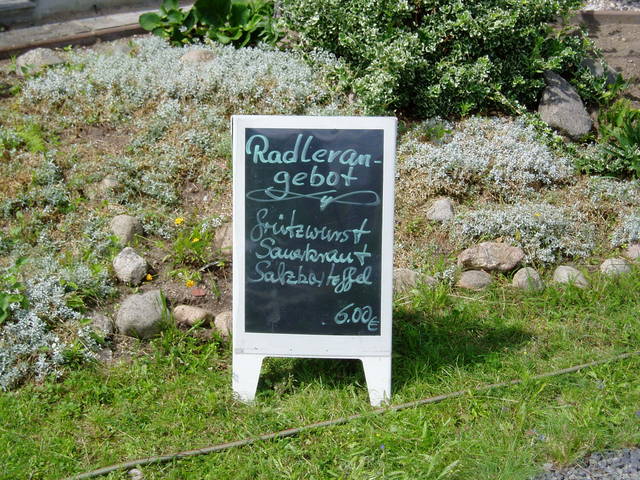 Radleran-
gebot
Grützwurst
Sauerkraut
Salzkartoffel
6.00€